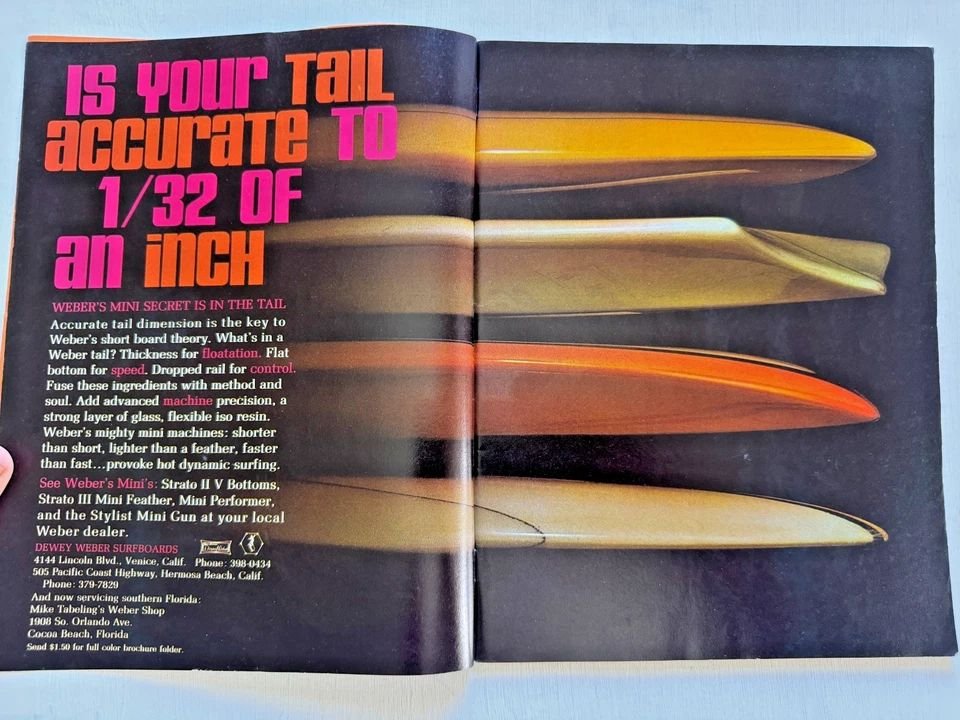 IS YOUR TAIL
accurate TO
1/32 OF
an inch
WEBER'S MINI SECRET IS IN THE TAIL
Accurate tail dimension is the key to
Weber's short board theory. What's in a
Weber tail? Thickness for floatation. Flat
bottom for speed. Dropped rail for control.
Fuse these ingredients with method and
soul. Add advanced machine precision, a
strong layer of glass, flexible iso resin.
Weber's mighty mini machines: shorter
than short, lighter than a feather, faster
than fast...provoke hot dynamic surfing.
See Weber's Mini's: Strato II V Bottoms,
Strato III Mini Feather, Mini Performer,
and the Stylist Mini Gun at your local
Weber dealer.
DEWEY WEBER SURFBOARDS
4144 Lincoln Blvd., Venice, Calif. Phone: 398-0434
505 Pacific Coast Highway, Hermosa Beach, Calif.
Phone: 379-7829
And now servicing southern Florida:
Mike Tabeling's Weber Shop
1908 So. Orlando Ave.
Cocoa Beach, Florida
Send $1.50 for full color brochure folder.